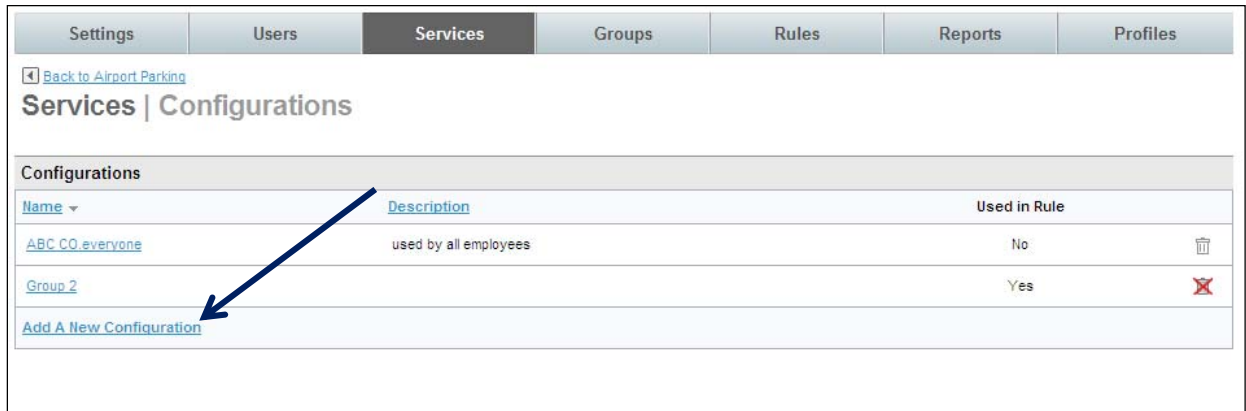 Settings Users Services Groups Rules Reports Profiles
Back to Airport Parking
Services | Configurations
Configurations
Name Description Used in Rule
ABC CO.everyone used by all employees No
Group 2 Yes
Add A New Configuration